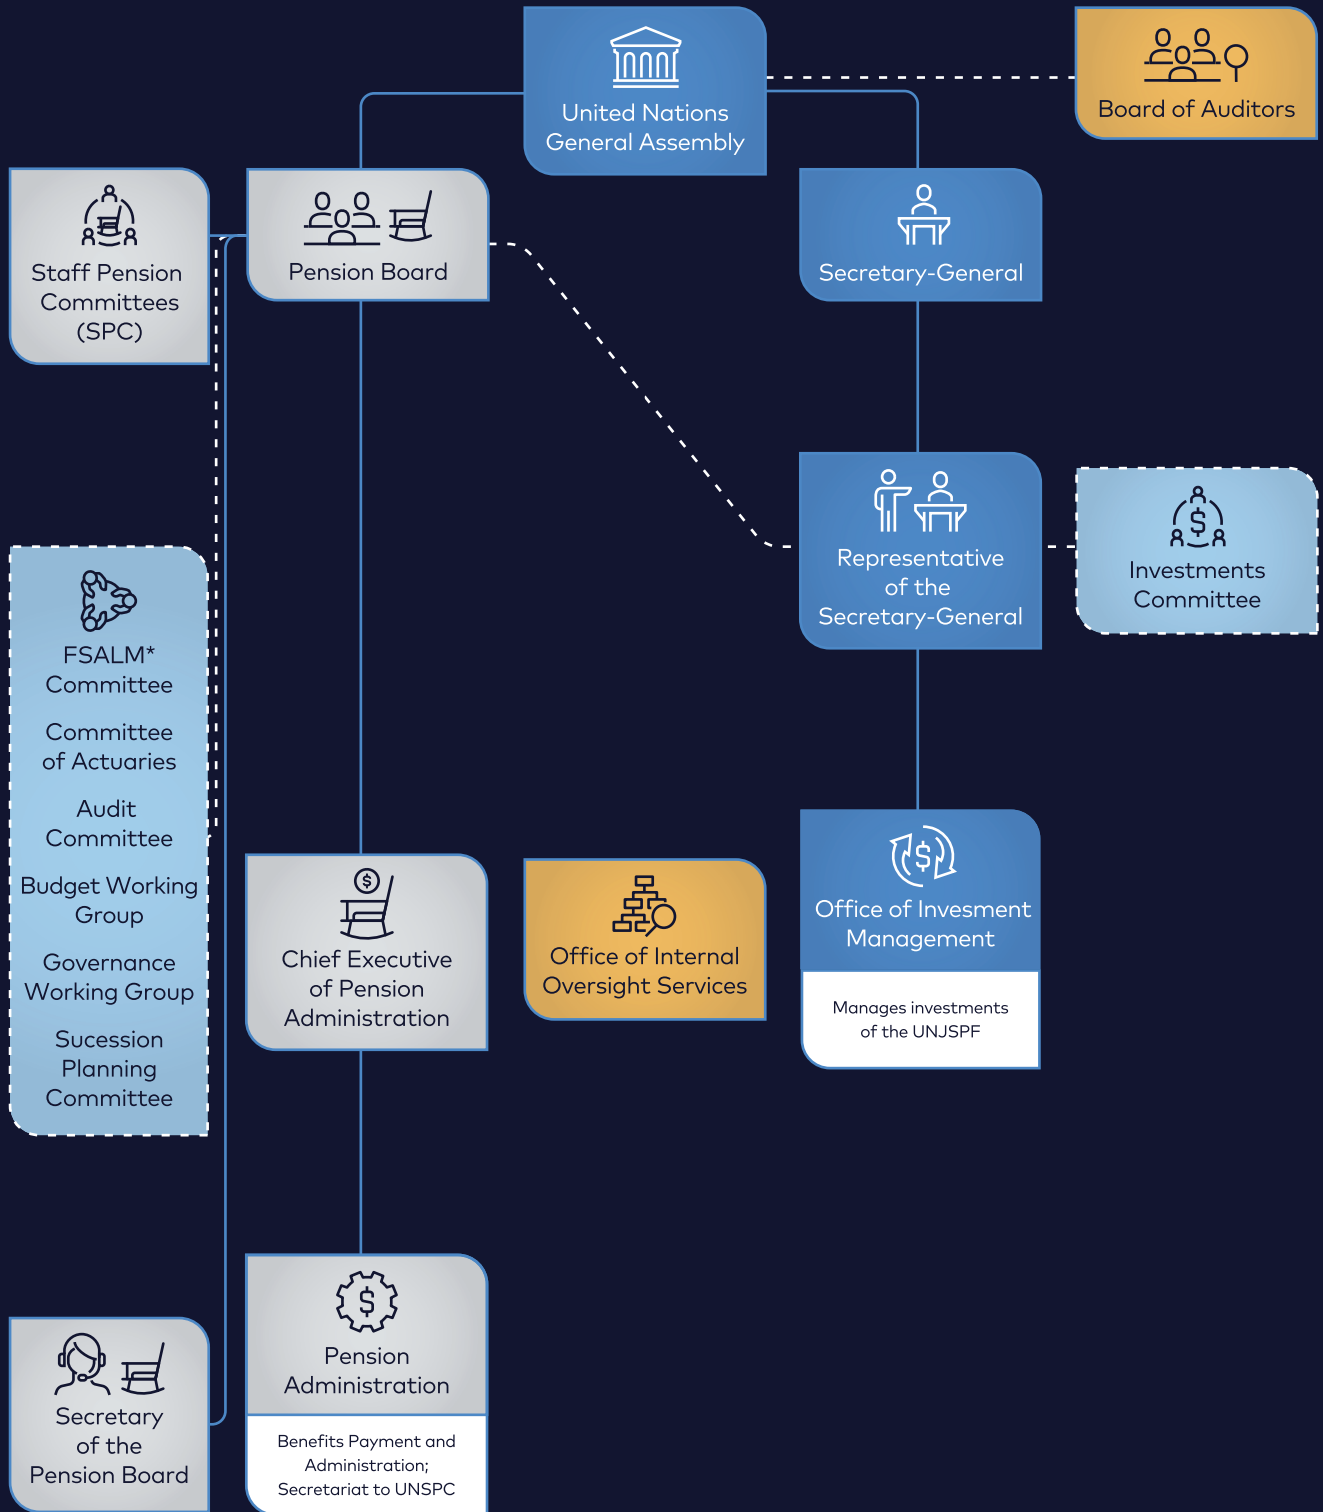 United Nations
General Assembly
Board of Auditors
Staff Pension
Committees
(SPC)
Pension Board
Secretary-General
Representative
of the
Secretary-General
Investments
Committee
FSALM*
Committee
Committee
of Actuaries
Audit
Committee
Budget Working
Group
Governance
Working Group
Sucession
Planning
Committee
Chief Executive
of Pension
Administration
Office of Internal
Oversight Services
$
Office of Invesment
Management
Manages investments
of the UNJSPF
Secretary
of the
Pension Board
Pension
Administration
Benefits Payment and
Administration;
Secretariat to UNSPC